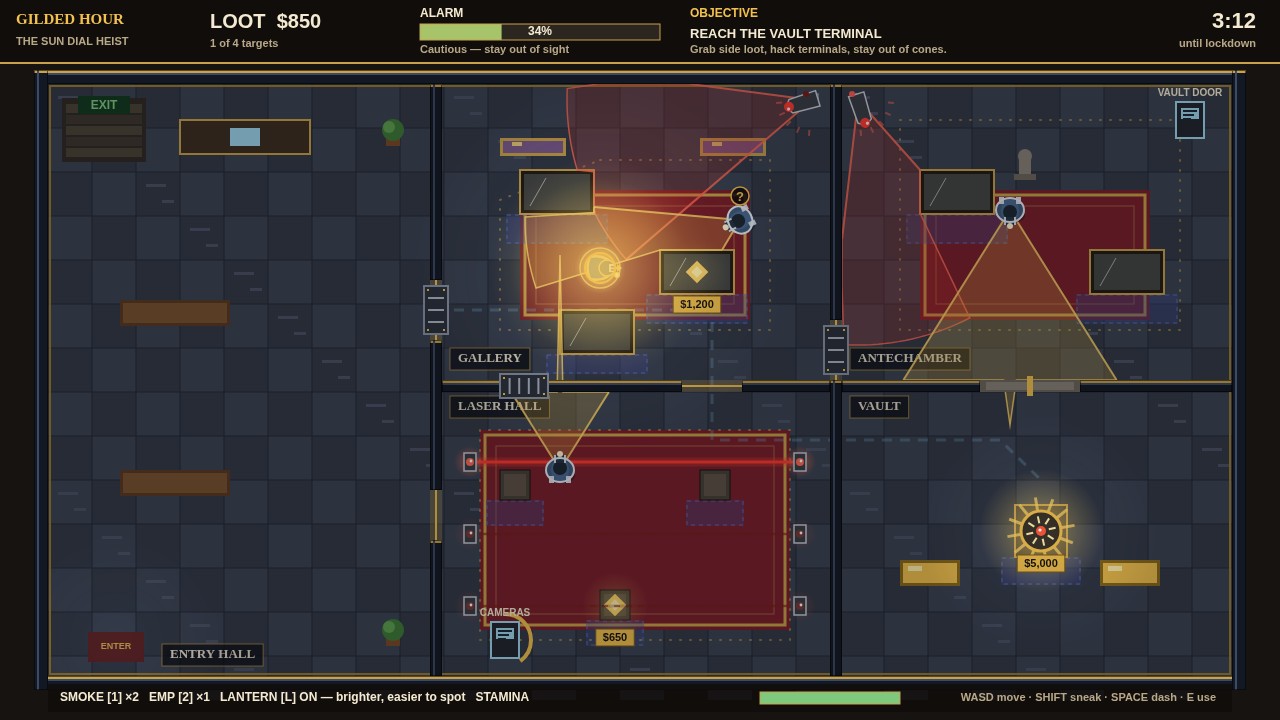 GILDED HOUR
THE SUN DIAL HEIST
LOOT $850
1 of 4 targets
ALARM
34%
Cautious — stay out of sight
OBJECTIVE
REACH THE VAULT TERMINAL
Grab side loot, hack terminals, stay out of cones.
3:12
until lockdown
EXIT
VAULT DOOR
?
E
$1,200
GALLERY
ANTECHAMBER
LASER HALL
VAULT
$5,000
CAMERAS
$650
ENTER
ENTRY HALL
SMOKE [1] ×2 EMP [2] ×1 LANTERN [L] ON — brighter, easier to spot STAMINA
WASD move · SHIFT sneak · SPACE dash · E use